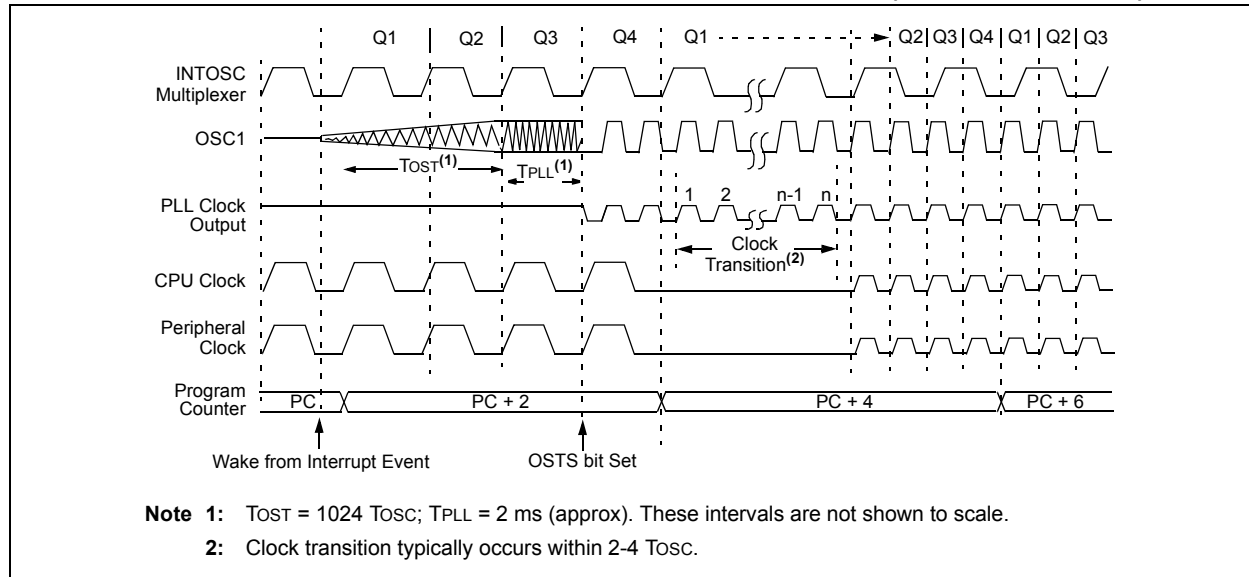 Q1 Q2 Q3 Q4 Q1 Q2 Q3 Q4 Q1 Q2 Q3
INTOSC
Multiplexer
OSC1
TOST(1)
TPLL(1)
1 2 n-1 n
PLL Clock
Output
Clock
Transition(2)
CPU Clock
Peripheral
Clock
Program
Counter
PC PC + 2 PC + 4 PC + 6
Wake from Interrupt Event OSTS bit Set
Note 1: TOST = 1024 TOSC; TPLL = 2 ms (approx). These intervals are not shown to scale.
2: Clock transition typically occurs within 2-4 TOSC.